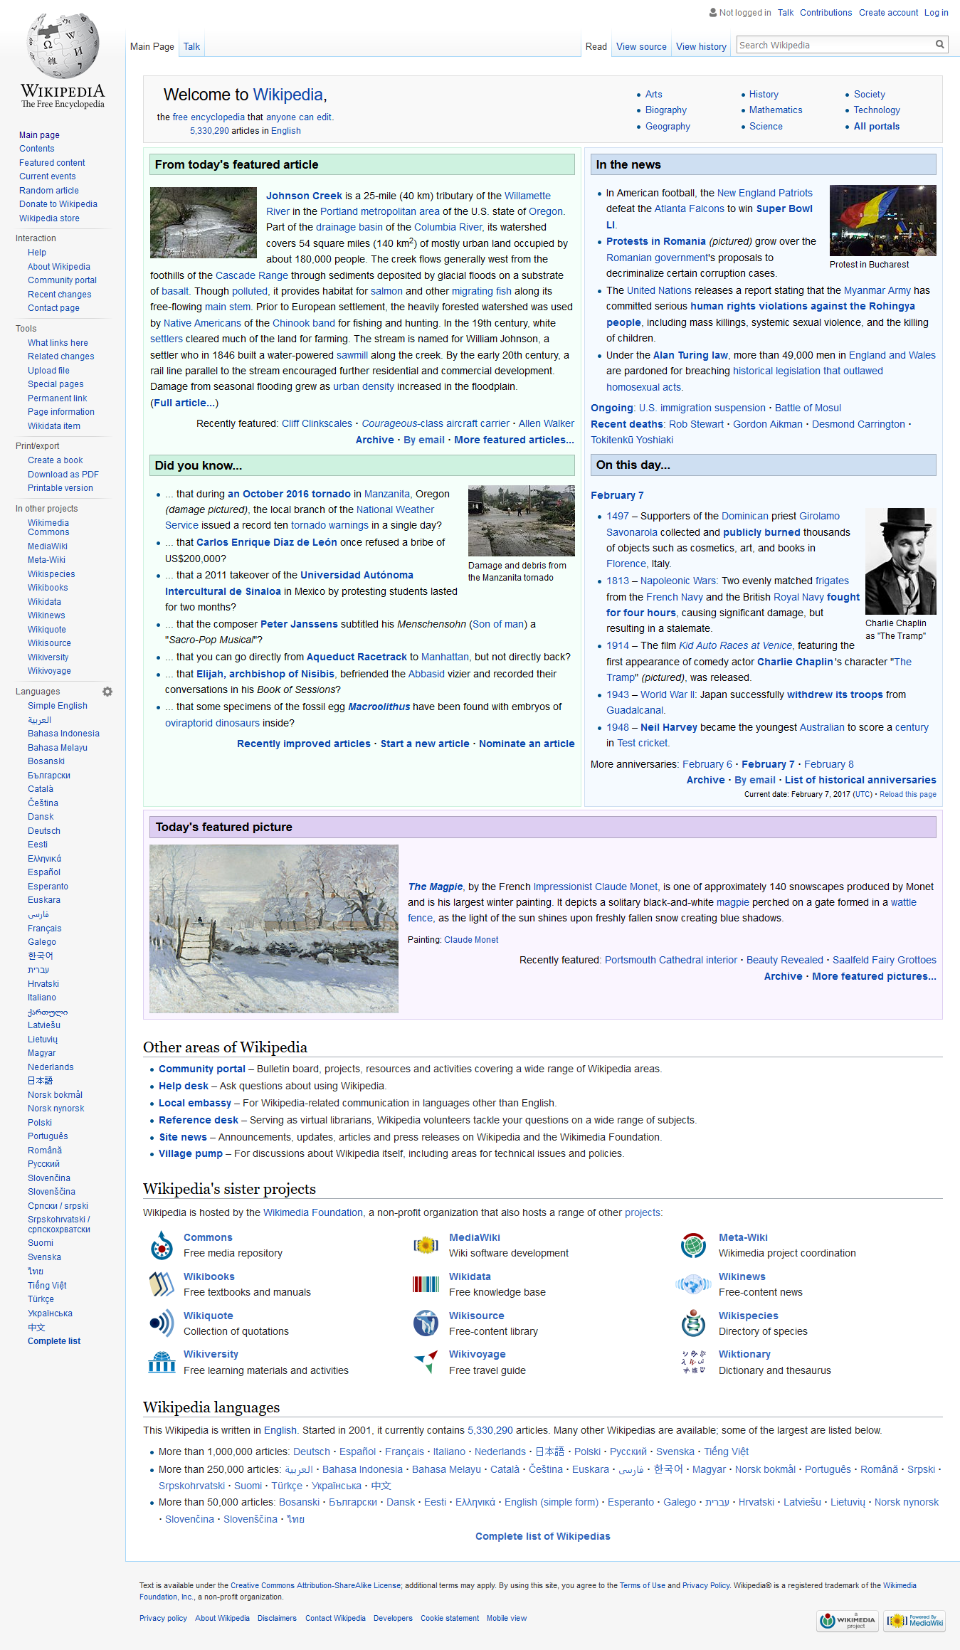 Not logged in Talk Contributions Create account Log in
Main Page Talk
Read View source View history Search Wikipedia
WIKIPEDIA
The Free Encyclopedia
Main page
Contents
Featured content
Current events
Random article
Donate to Wikipedia
Wikipedia store
Interaction
Help
About Wikipedia
Community portal
Recent changes
Contact page
Tools
What links here
Related changes
Upload file
Special pages
Permanent link
Page information
Wikidata item
Print/export
Create a book
Download as PDF
Printable version
In other projects
Wikimedia
Commons
MediaWiki
Meta-Wiki
Wikispecies
Wikibooks
Wikidata
Wikinews
Wikiquote
Wikisource
Wikiversity
Wikivoyage
Languages
Simple English
العربية
Bahasa Indonesia
Bahasa Melayu
Bosanski
Български
Català
Čeština
Dansk
Deutsch
Eesti
Ελληνικά
Español
Esperanto
Euskara
فارسی
Français
Galego
한국어
עברית
Hrvatski
Italiano
ქართული
Latviešu
Lietuvių
Magyar
Nederlands
日本語
Norsk bokmål
Norsk nynorsk
Polski
Português
Română
Русский
Slovenčina
Slovenščina
Српски / srpski
Srpskohrvatski /
српскохрватски
Suomi
Svenska
ไทย
Tiếng Việt
Türkçe
Українська
中文
Complete list
Welcome to Wikipedia,
the free encyclopedia that anyone can edit.
5,330,290 articles in English
Arts
Biography
Geography
History
Mathematics
Science
Society
Technology
All portals
From today's featured article
Johnson Creek is a 25-mile (40 km) tributary of the Willamette
River in the Portland metropolitan area of the U.S. state of Oregon.
Part of the drainage basin of the Columbia River, its watershed
covers 54 square miles (140 km²) of mostly urban land occupied by
about 180,000 people. The creek flows generally west from the
foothills of the Cascade Range through sediments deposited by glacial floods on a substrate
of basalt. Though polluted, it provides habitat for salmon and other migrating fish along its
free-flowing main stem. Prior to European settlement, the heavily forested watershed was used
by Native Americans of the Chinook band for fishing and hunting. In the 19th century, white
settlers cleared much of the land for farming. The stream is named for William Johnson, a
settler who in 1846 built a water-powered sawmill along the creek. By the early 20th century, a
rail line parallel to the stream encouraged further residential and commercial development.
Damage from seasonal flooding grew as urban density increased in the floodplain.
(Full article...)
Recently featured: Cliff Clinkscales · Courageous-class aircraft carrier · Allen Walker
Archive · By email · More featured articles...
Did you know...
... that during an October 2016 tornado in Manzanita, Oregon
(damage pictured), the local branch of the National Weather
Service issued a record ten tornado warnings in a single day?
... that Carlos Enrique Díaz de León once refused a bribe of
US$200,000?
... that a 2011 takeover of the Universidad Autónoma
Intercultural de Sinaloa in Mexico by protesting students lasted
for two months?
Damage and debris from
the Manzanita tornado
... that the composer Peter Janssens subtitled his Menschensohn (Son of man) a
"Sacro-Pop Musical"?
... that you can go directly from Aqueduct Racetrack to Manhattan, but not directly back?
... that Elijah, archbishop of Nisibis, befriended the Abbasid vizier and recorded their
conversations in his Book of Sessions?
... that some specimens of the fossil egg Macroolithus have been found with embryos of
oviraptorid dinosaurs inside?
Recently improved articles · Start a new article · Nominate an article
In the news
In American football, the New England Patriots
defeat the Atlanta Falcons to win Super Bowl
LI.
Protests in Romania (pictured) grow over the
Romanian government's proposals to
decriminalize certain corruption cases.
Protest in Bucharest
The United Nations releases a report stating that the Myanmar Army has
committed serious human rights violations against the Rohingya
people, including mass killings, systemic sexual violence, and the killing
of children.
Under the Alan Turing law, more than 49,000 men in England and Wales
are pardoned for breaching historical legislation that outlawed
homosexual acts.
Ongoing: U.S. immigration suspension · Battle of Mosul
Recent deaths: Rob Stewart · Gordon Aikman · Desmond Carrington ·
Tokitenkū Yoshiaki
On this day...
February 7
1497 – Supporters of the Dominican priest Girolamo
Savonarola collected and publicly burned thousands
of objects such as cosmetics, art, and books in
Florence, Italy.
1813 – Napoleonic Wars: Two evenly matched frigates
from the French Navy and the British Royal Navy fought
for four hours, causing significant damage, but
resulting in a stalemate.
1914 – The film Kid Auto Races at Venice, featuring the
first appearance of comedy actor Charlie Chaplin's character "The
Tramp" (pictured), was released.
Charlie Chaplin
as "The Tramp"
1943 – World War II: Japan successfully withdrew its troops from
Guadalcanal.
1948 – Neil Harvey became the youngest Australian to score a century
in Test cricket.
More anniversaries: February 6 · February 7 · February 8
Archive · By email · List of historical anniversaries
Current date: February 7, 2017 (UTC) · Reload this page
Today's featured picture
The Magpie, by the French Impressionist Claude Monet, is one of approximately 140 snowscapes produced by Monet
and is his largest winter painting. It depicts a solitary black-and-white magpie perched on a gate formed in a wattle
fence, as the light of the sun shines upon freshly fallen snow creating blue shadows.
Painting: Claude Monet
Recently featured: Portsmouth Cathedral interior · Beauty Revealed · Saalfeld Fairy Grottoes
Archive · More featured pictures...
Other areas of Wikipedia
Community portal – Bulletin board, projects, resources and activities covering a wide range of Wikipedia areas.
Help desk – Ask questions about using Wikipedia.
Local embassy – For Wikipedia-related communication in languages other than English.
Reference desk – Serving as virtual librarians, Wikipedia volunteers tackle your questions on a wide range of subjects.
Site news – Announcements, updates, articles and press releases on Wikipedia and the Wikimedia Foundation.
Village pump – For discussions about Wikipedia itself, including areas for technical issues and policies.
Wikipedia's sister projects
Wikipedia is hosted by the Wikimedia Foundation, a non-profit organization that also hosts a range of other projects:
Commons
Free media repository
MediaWiki
Wiki software development
Meta-Wiki
Wikimedia project coordination
Wikibooks
Free textbooks and manuals
Wikidata
Free knowledge base
Wikinews
Free-content news
Wikiquote
Collection of quotations
Wikisource
Free-content library
Wikispecies
Directory of species
Wikiversity
Free learning materials and activities
Wikivoyage
Free travel guide
Wiktionary
Dictionary and thesaurus
Wikipedia languages
This Wikipedia is written in English. Started in 2001, it currently contains 5,330,290 articles. Many other Wikipedias are available; some of the largest are listed below.
More than 1,000,000 articles: Deutsch · Español · Français · Italiano · Nederlands · 日本語 · Polski · Русский · Svenska · Tiếng Việt
More than 250,000 articles: العربية · Bahasa Indonesia · Bahasa Melayu · Català · Čeština · Euskara · فارسی · 한국어 · Magyar · Norsk bokmål · Português · Română · Srpski ·
Srpskohrvatski · Suomi · Türkçe · Українська · 中文
More than 50,000 articles: Bosanski · Български · Dansk · Eesti · Ελληνικά · English (simple form) · Esperanto · Galego · עברית · Hrvatski · Latviešu · Lietuvių · Norsk nynorsk
· Slovenčina · Slovenščina · ไทย
Complete list of Wikipedias
Text is available under the Creative Commons Attribution-ShareAlike License; additional terms may apply. By using this site, you agree to the Terms of Use and Privacy Policy. Wikipedia® is a registered trademark of the Wikimedia
Foundation, Inc., a non-profit organization.
Privacy policy About Wikipedia Disclaimers Contact Wikipedia Developers Cookie statement Mobile view
A WIKIMEDIA project
Powered By MediaWiki